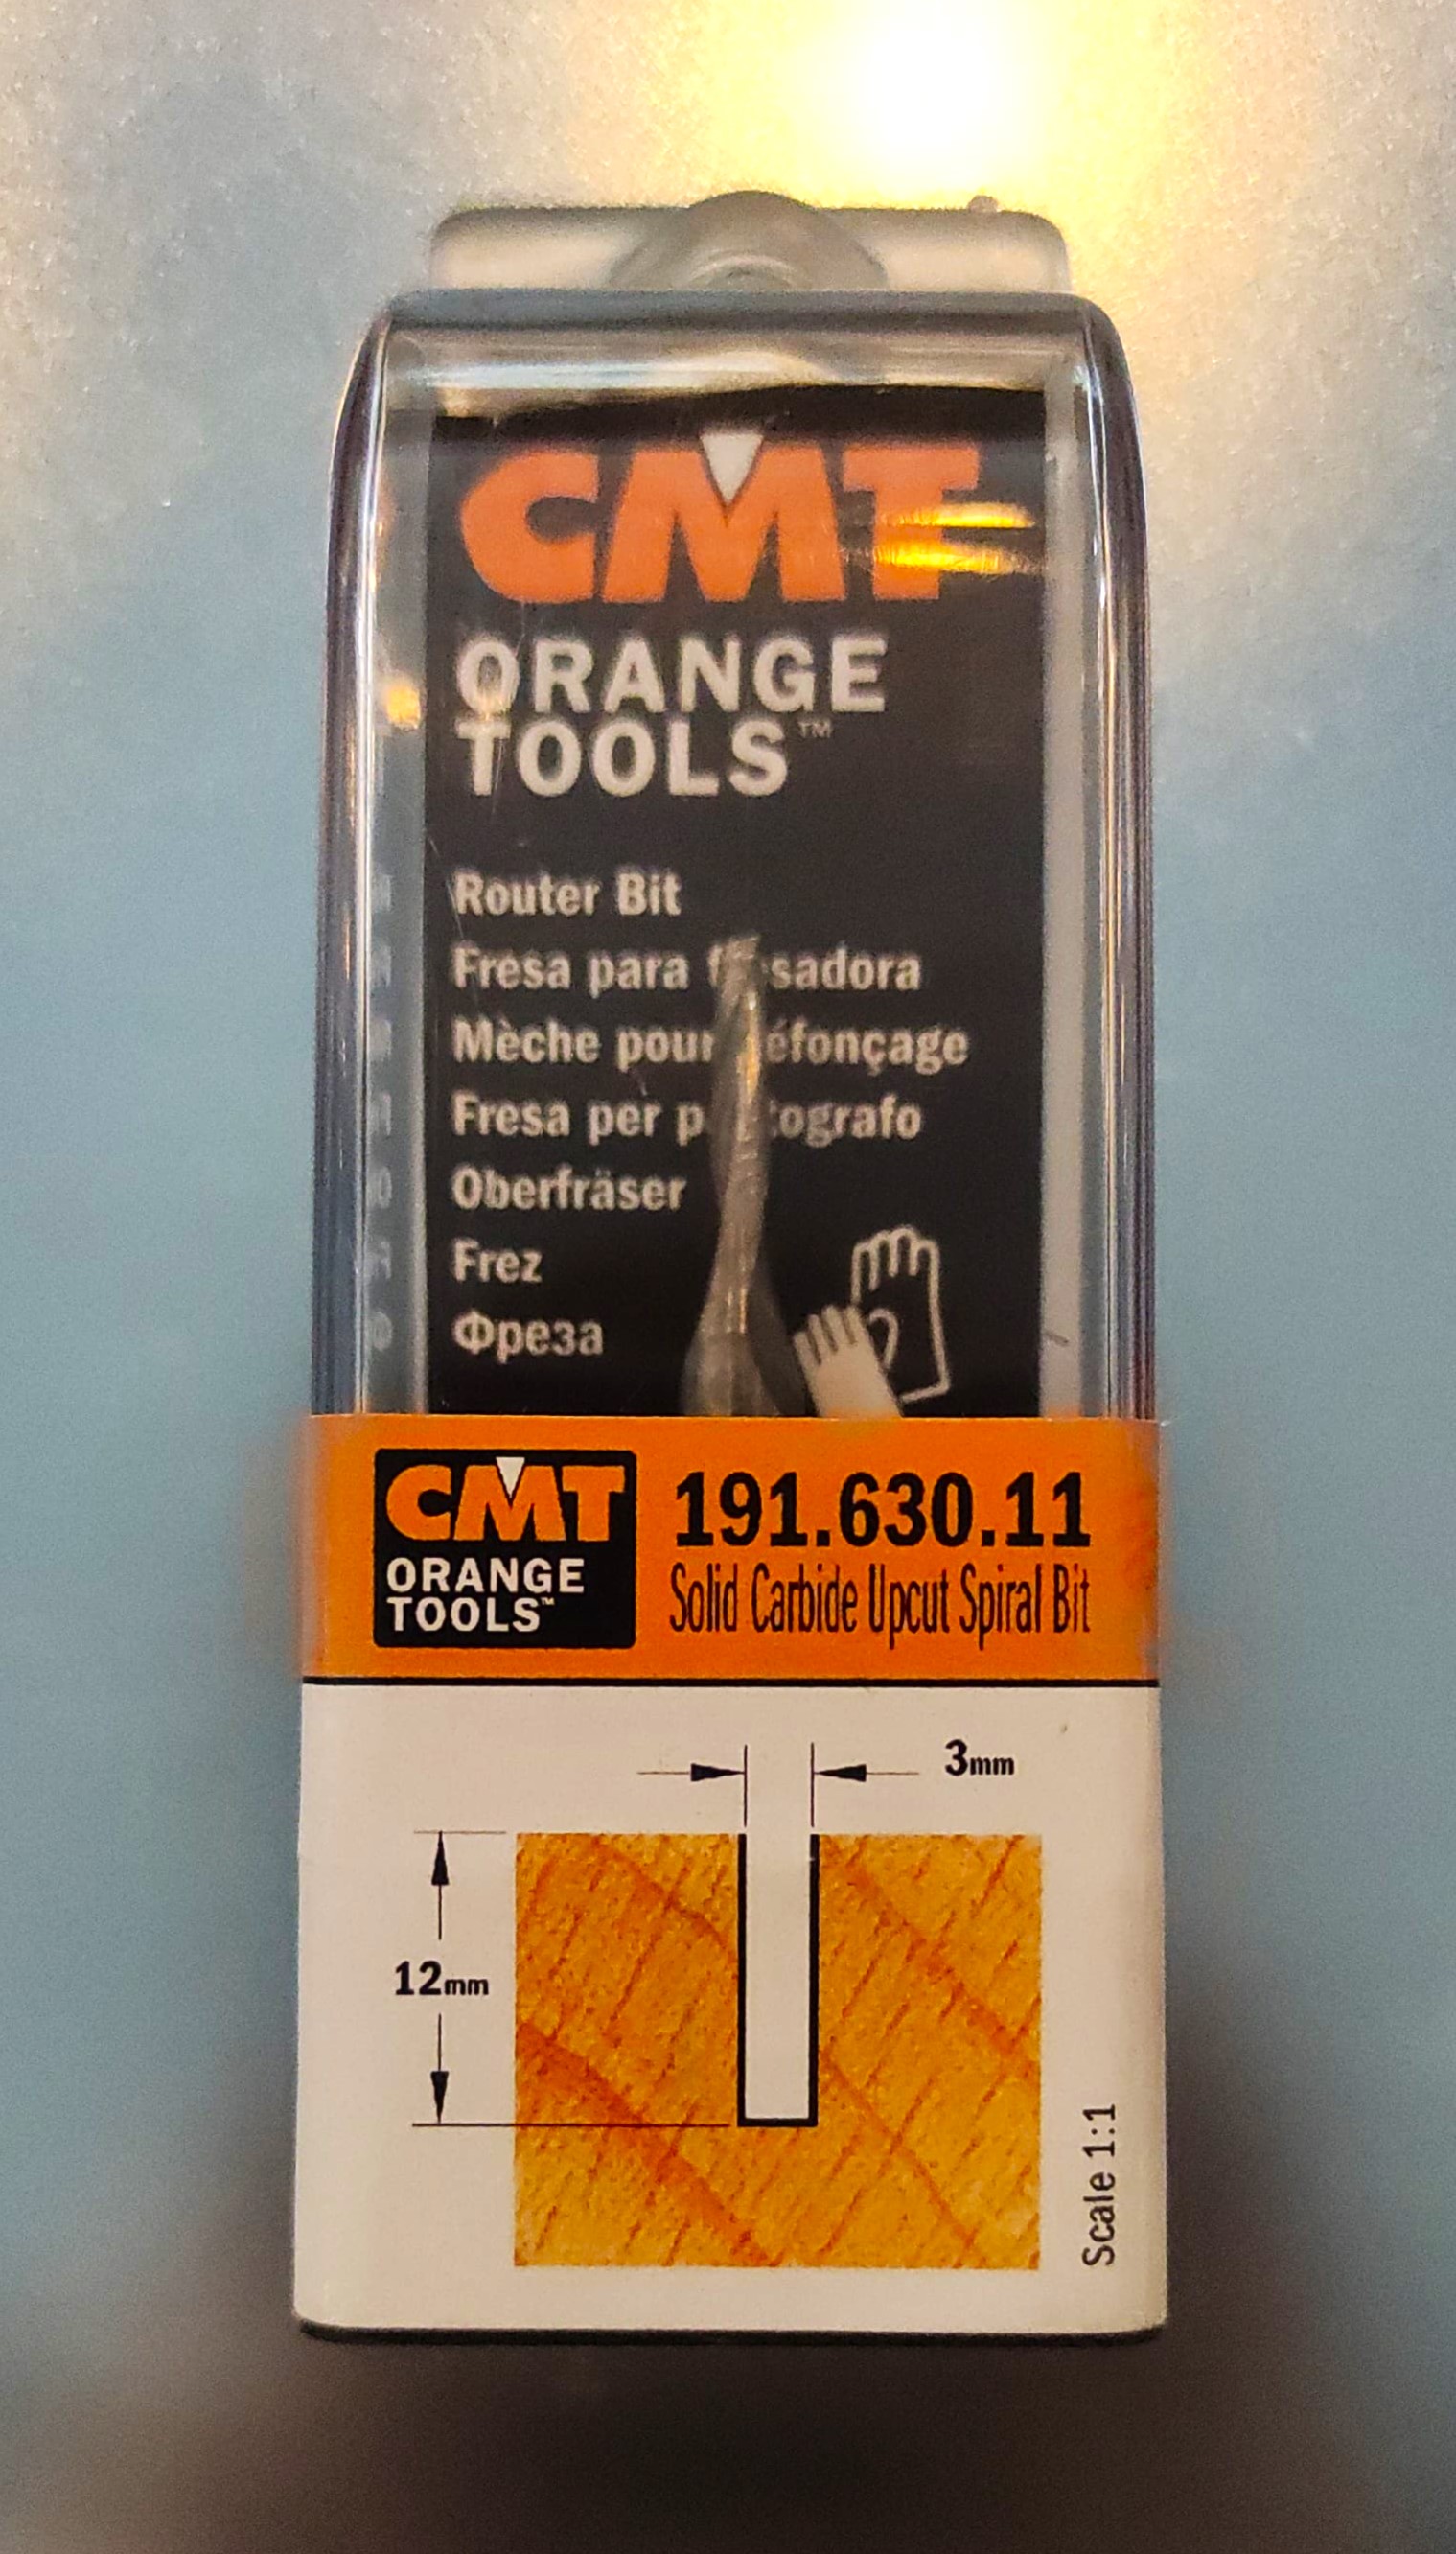 CMT
ORANGE
TOOLS™
Router Bit
Fresa para
Mèche pour
Fresa per
Oberfräser
Frez
Фреза
CMT
ORANGE
TOOLS™
191.630.11
Solid Carbide Upcut Spiral Bit
3mm
12mm
Scale 1:1